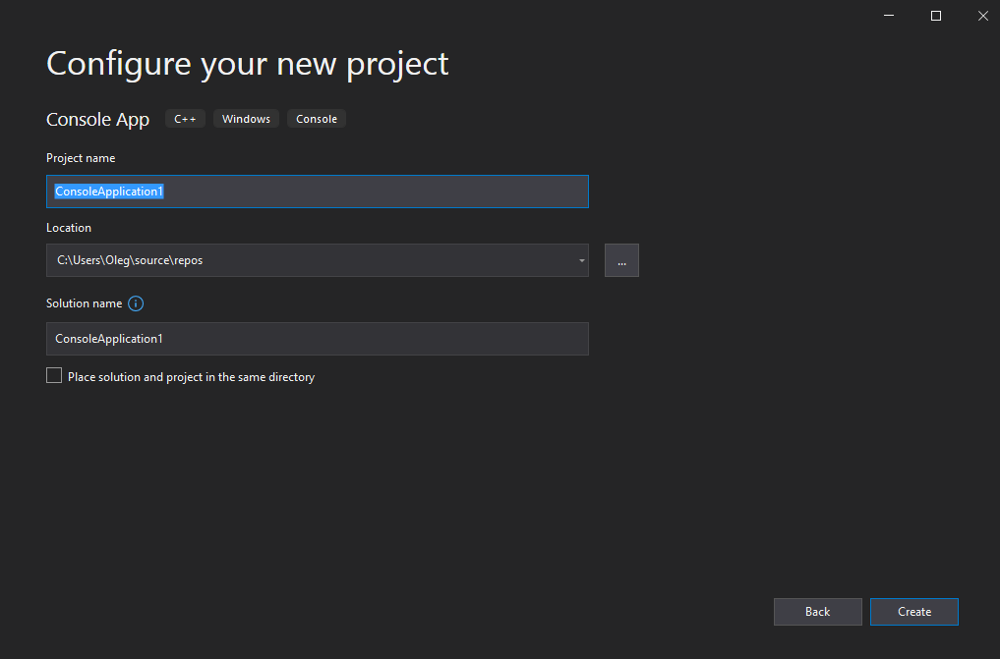 Configure your new project
Console App C++ Windows Console
Project name
ConsoleApplication1
Location
C:\Users\Oleg\source\repos
...
Solution name
ConsoleApplication1
Place solution and project in the same directory
Back Create